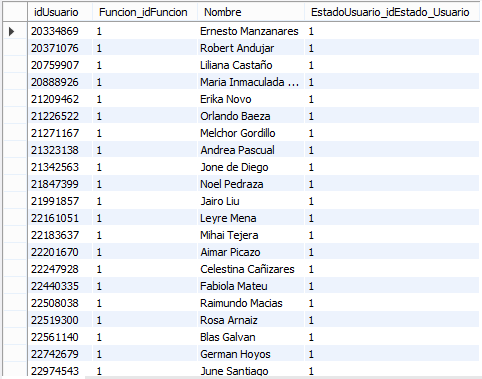 idUsuario Funcion_idFuncion Nombre EstadoUsuario_idEstado_Usuario
20334869 1 Ernesto Manzanares 1
20371076 1 Robert Andujar 1
20759907 1 Liliana Castaño 1
20888926 1 Maria Inmaculada ... 1
21209462 1 Erika Novo 1
21226522 1 Orlando Baeza 1
21271167 1 Melchor Gordillo 1
21323138 1 Andrea Pascual 1
21342563 1 Jone de Diego 1
21847399 1 Noel Pedraza 1
21991857 1 Jairo Liu 1
22161051 1 Leyre Mena 1
22183637 1 Mihai Tejera 1
22201670 1 Aimar Picazo 1
22247928 1 Celestina Cañizares 1
22440335 1 Fabiola Mateu 1
22508038 1 Raimundo Macias 1
22519300 1 Rosa Arnaiz 1
22561140 1 Blas Galvan 1
22742679 1 German Hoyos 1
22974543 1 June Santiago 1